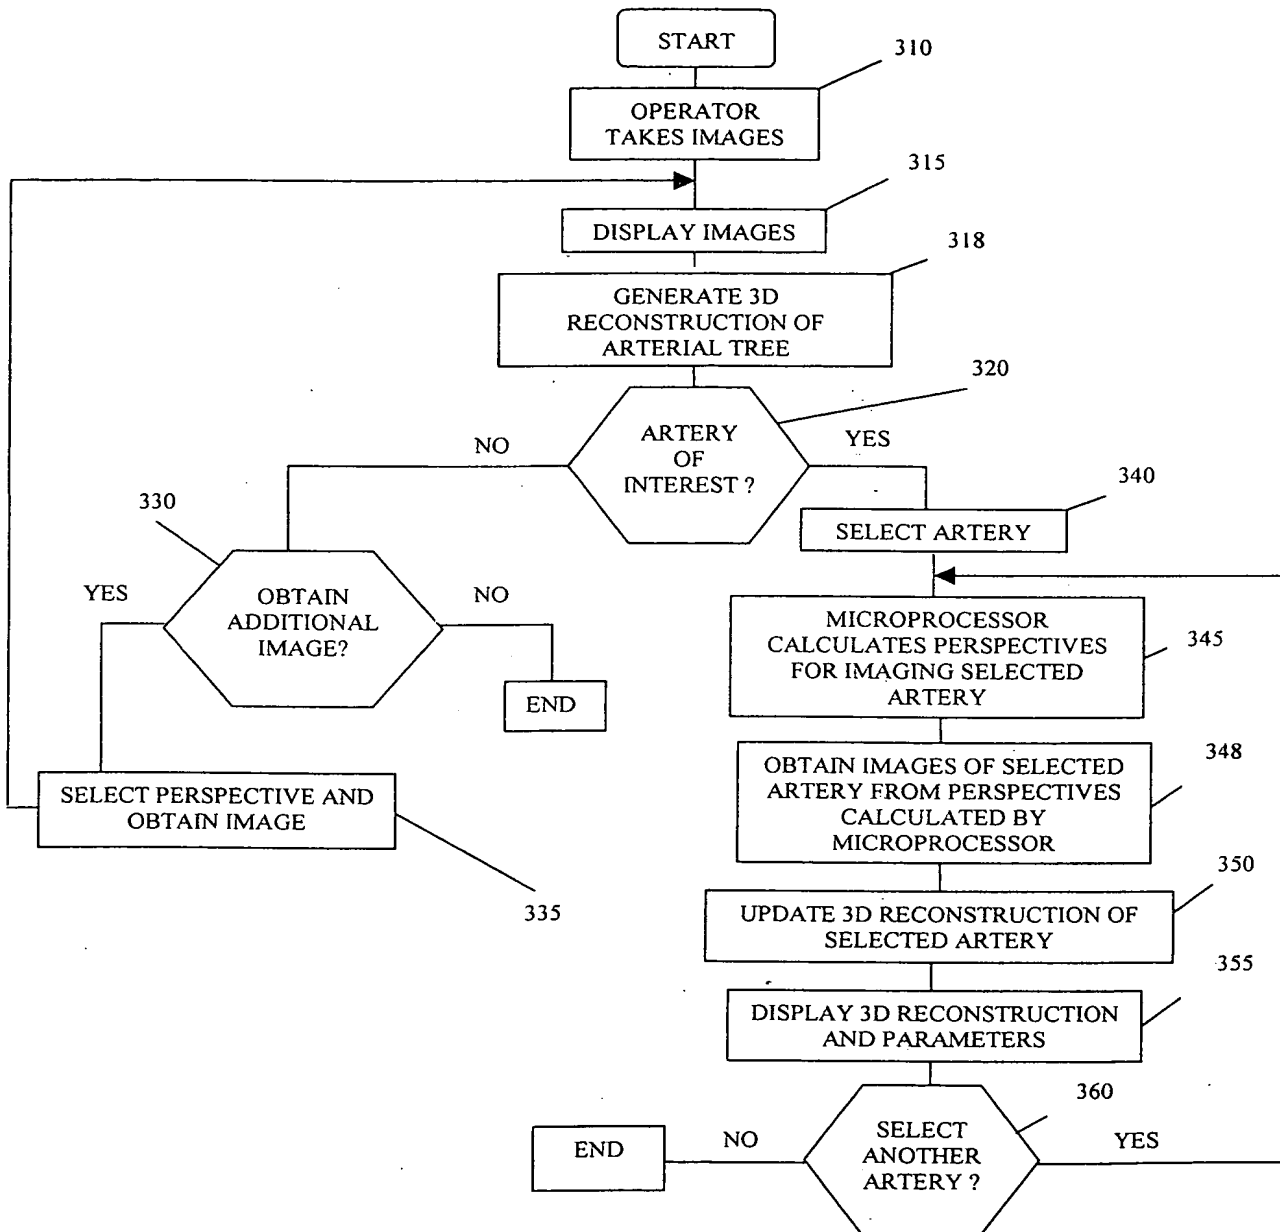 START
310
OPERATOR
TAKES IMAGES
315
DISPLAY IMAGES
318
GENERATE 3D
RECONSTRUCTION OF
ARTERIAL TREE
320
ARTERY
OF
INTEREST ?
NO
YES
330
340
SELECT ARTERY
YES
OBTAIN
ADDITIONAL
IMAGE?
NO
END
MICROPROCESSOR
CALCULATES PERSPECTIVES
FOR IMAGING SELECTED
ARTERY
345
SELECT PERSPECTIVE AND
OBTAIN IMAGE
335
OBTAIN IMAGES OF SELECTED
ARTERY FROM PERSPECTIVES
CALCULATED BY
MICROPROCESSOR
348
350
UPDATE 3D RECONSTRUCTION OF
SELECTED ARTERY
355
DISPLAY 3D RECONSTRUCTION
AND PARAMETERS
360
SELECT
ANOTHER
ARTERY ?
NO
YES
END